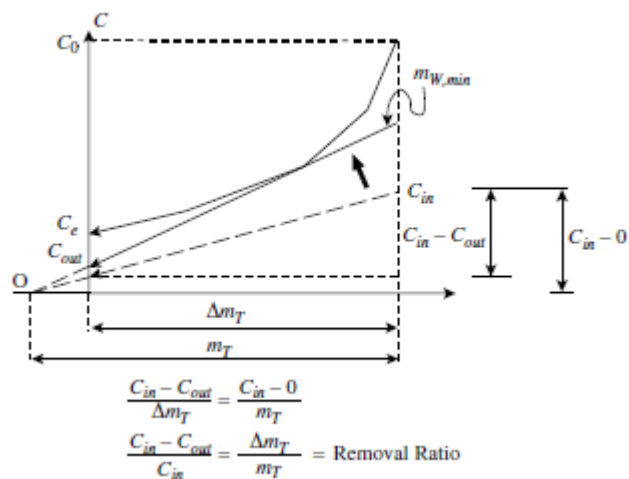 C
C0
mW,min
Cin
Ce
Cin – Cout
Cin – 0
Cout
O
ΔmT
mT
Cin – Cout / ΔmT = Cin – 0 / mT
Cin – Cout / Cin = ΔmT / mT = Removal Ratio